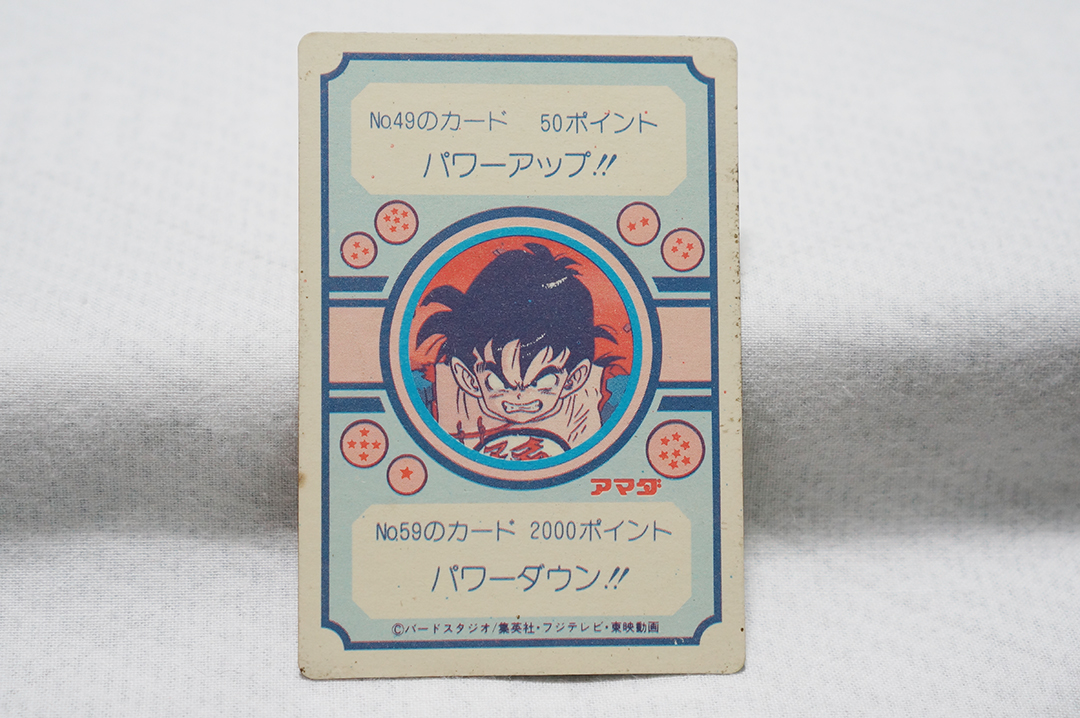 No.49のカード 50ポイント
パワーアップ!!
アマダ
No.59のカード 2000ポイント
パワーダウン!!
©バードスタジオ/集英社・フジテレビ・東映動画